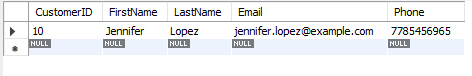 CustomerID FirstName LastName Email Phone
10 Jennifer Lopez jennifer.lopez@example.com 7785456965
NULL NULL NULL NULL NULL